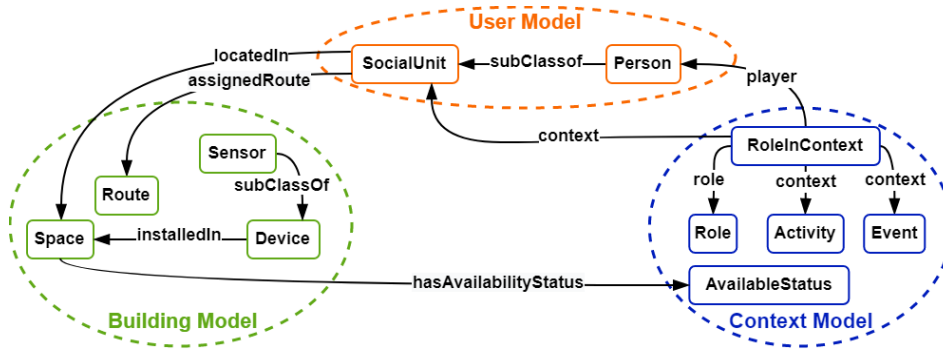 User Model
locatedIn
SocialUnit
subClassof
Person
assignedRoute
player
context
RoleInContext
Sensor
subClassOf
role
context
context
Route
Space
installedIn
Device
Role
Activity
Event
hasAvailabilityStatus
AvailableStatus
Building Model
Context Model